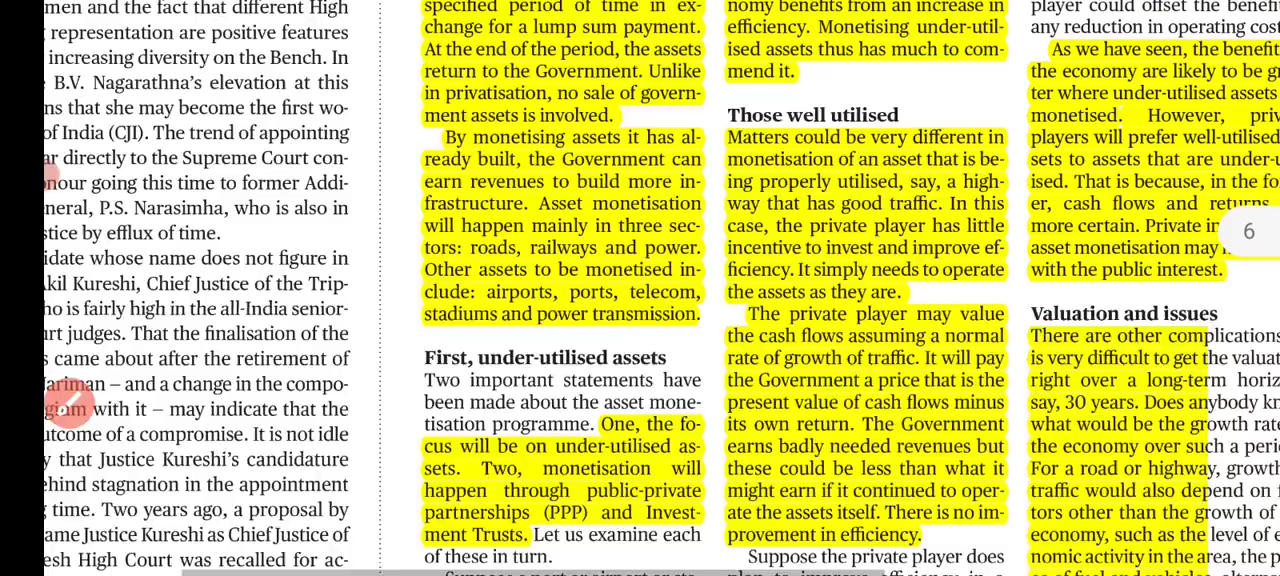 men and the fact that different High
representation are positive features
increasing diversity on the Bench. In
B.V. Nagarathna's elevation at this
ns that she may become the first wo-
of India (CJI). The trend of appointing
ar directly to the Supreme Court con-
onour going this time to former Addi-
neral, P.S. Narasimha, who is also in
stice by efflux of time.
idate whose name does not figure in
Akil Kureshi, Chief Justice of the Trip-
ho is fairly high in the all-India senior-
urt judges. That the finalisation of the
s came about after the retirement of
Nariman – and a change in the compo-
with it – may indicate that the
utcome of a compromise. It is not idle
y that Justice Kureshi's candidature
ehind stagnation in the appointment
time. Two years ago, a proposal by
ame Justice Kureshi as Chief Justice of
esh High Court was recalled for ac-
specified period of time in ex-
change for a lump sum payment.
At the end of the period, the assets
return to the Government. Unlike
in privatisation, no sale of govern-
ment assets is involved.
By monetising assets it has al-
ready built, the Government can
earn revenues to build more in-
frastructure. Asset monetisation
will happen mainly in three sec-
tors: roads, railways and power.
Other assets to be monetised in-
clude: airports, ports, telecom,
stadiums and power transmission.
First, under-utilised assets
Two important statements have
been made about the asset mone-
tisation programme. One, the fo-
cus will be on under-utilised as-
sets. Two, monetisation will
happen through public-private
partnerships (PPP) and Invest-
ment Trusts. Let us examine each
of these in turn.
Suppose a port or airport or sta-
nomy benefits from an increase in
efficiency. Monetising under-util-
ised assets thus has much to com-
mend it.
Those well utilised
Matters could be very different in
monetisation of an asset that is be-
ing properly utilised, say, a high-
way that has good traffic. In this
case, the private player has little
incentive to invest and improve ef-
ficiency. It simply needs to operate
the assets as they are.
The private player may value
the cash flows assuming a normal
rate of growth of traffic. It will pay
the Government a price that is the
present value of cash flows minus
its own return. The Government
earns badly needed revenues but
these could be less than what it
might earn if it continued to oper-
ate the assets itself. There is no im-
provement in efficiency.
Suppose the private player does
plan to improve efficiency in a
player could offset the benefi
any reduction in operating cost
As we have seen, the benefit
the economy are likely to be gr
ter where under-utilised assets
monetised. However, priv
players will prefer well-utilised
sets to assets that are under-u
ised. That is because, in the fo
er, cash flows and returns
more certain. Private in
asset monetisation may
with the public interest.
6
Valuation and issues
There are other complications
is very difficult to get the valuat
right over a long-term horiz
say, 30 years. Does anybody kn
what would be the growth rate
the economy over such a perio
For a road or highway, growth
traffic would also depend on f
tors other than the growth of
economy, such as the level of e
nomic activity in the area, the p